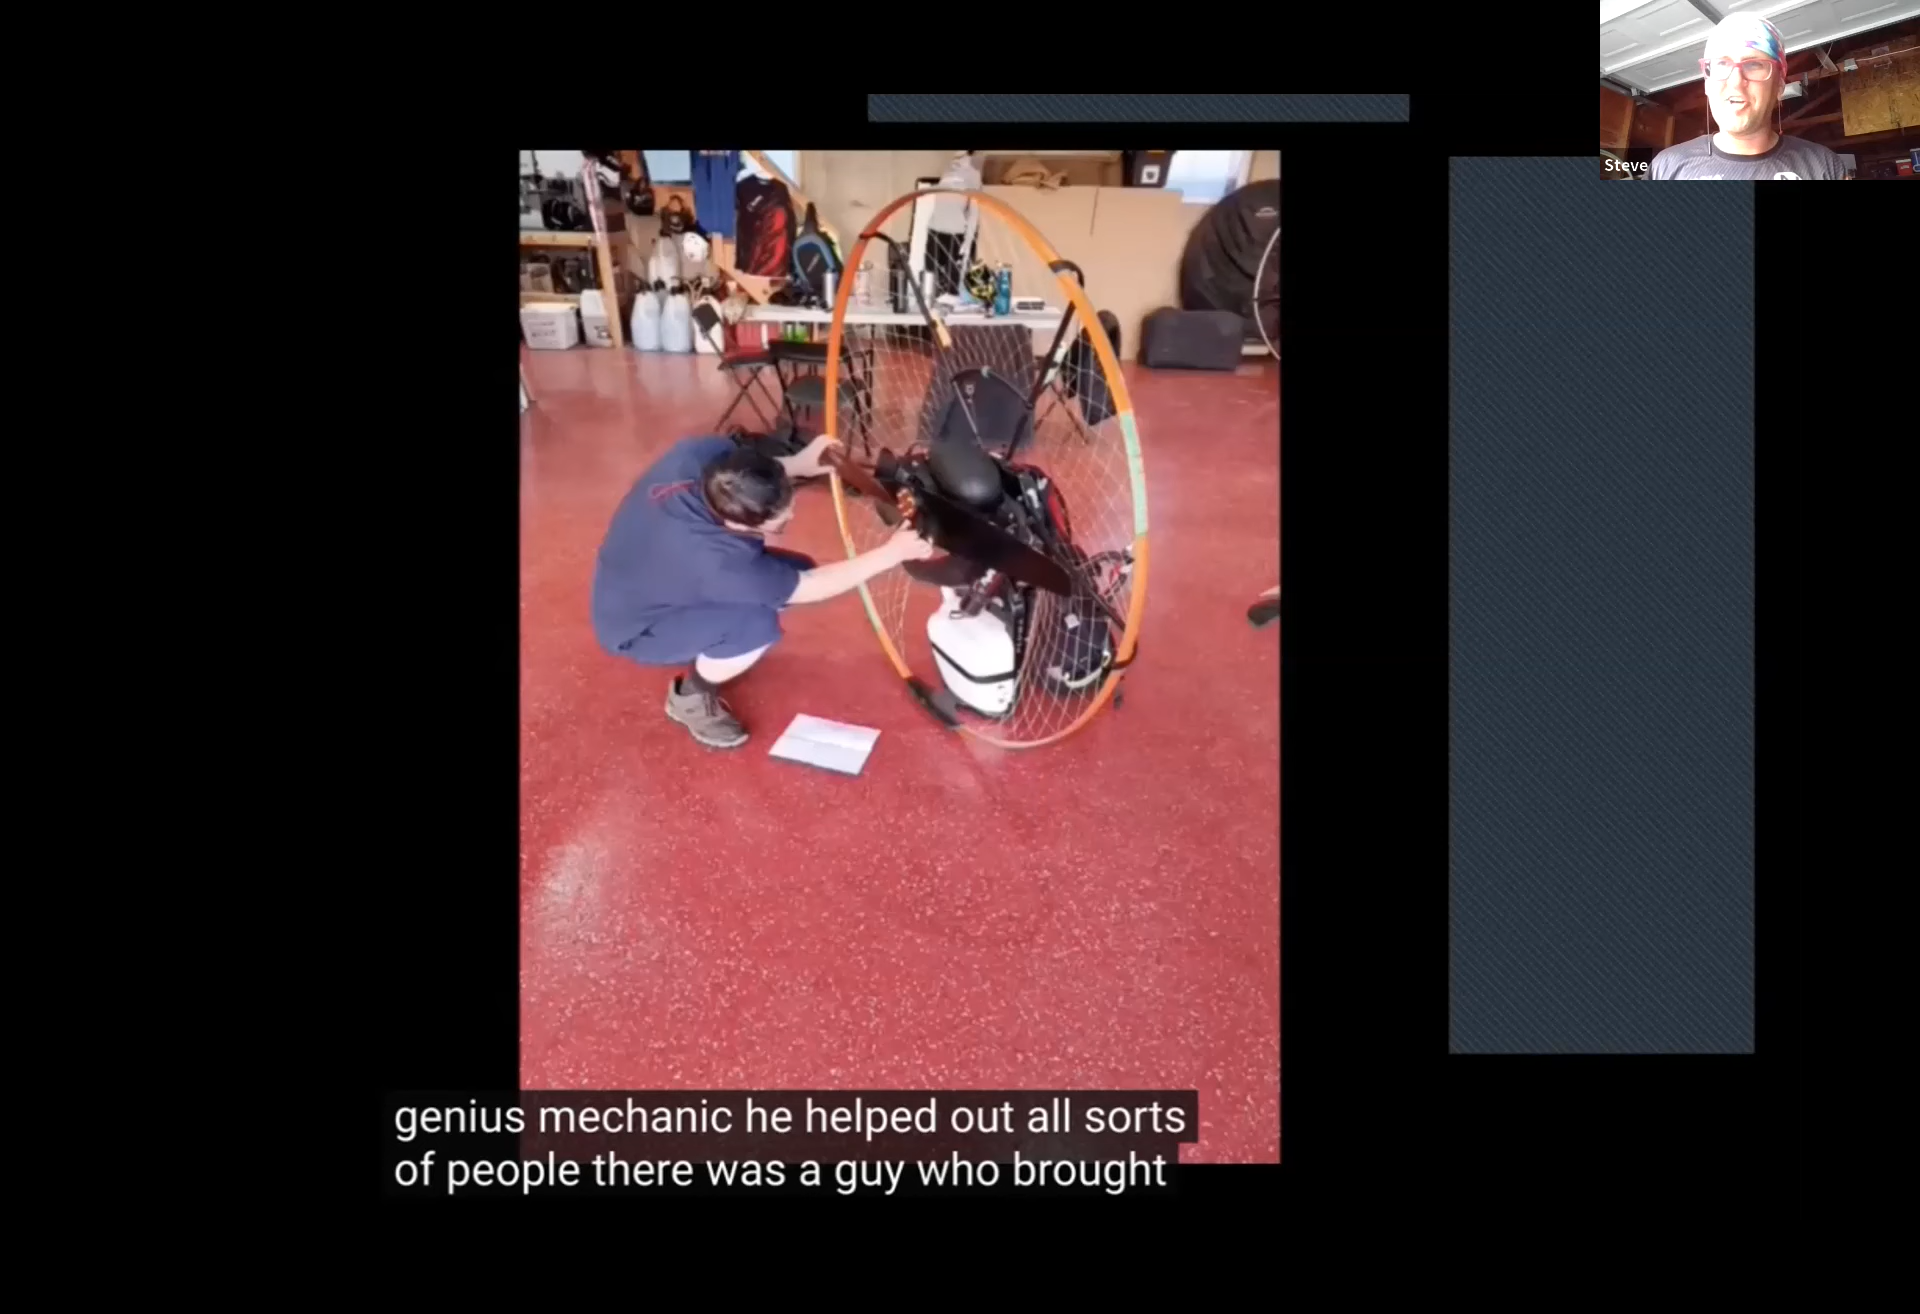 Steve
genius mechanic he helped out all sorts
of people there was a guy who brought